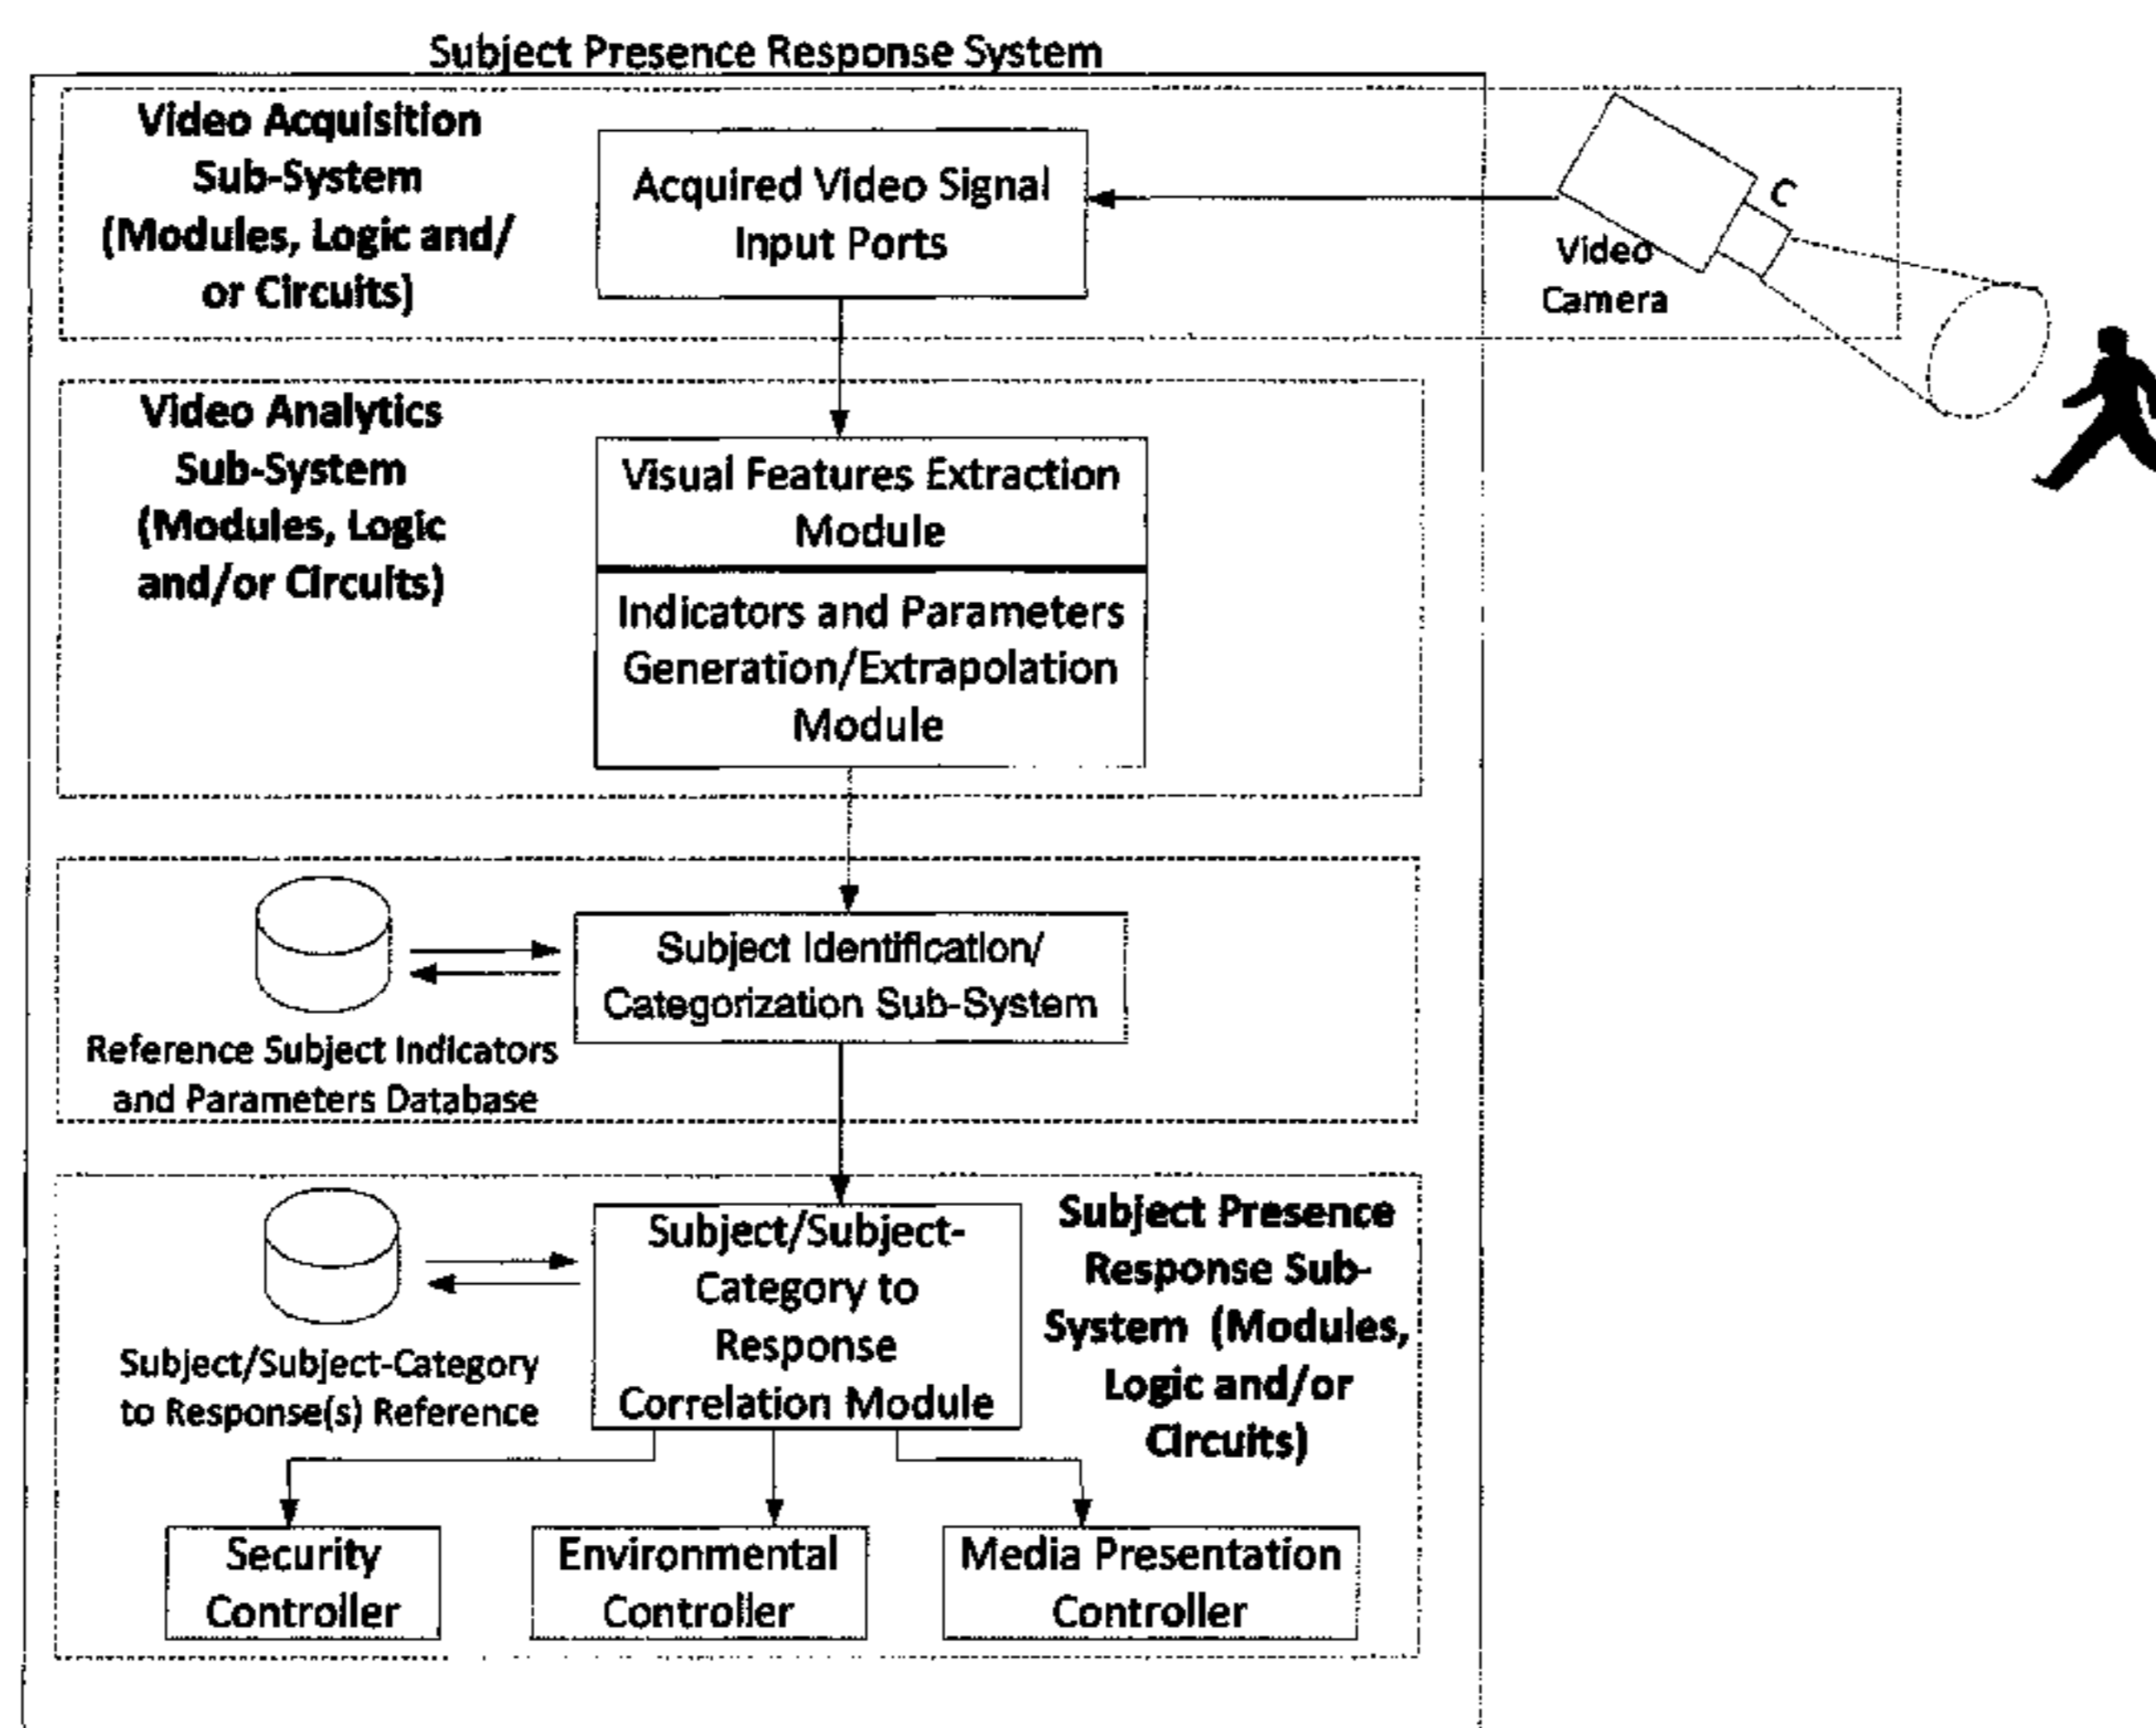 Subject Presence Response System
Video Acquisition
Sub-System
(Modules, Logic and/
or Circuits)
Acquired Video Signal
Input Ports
C
Video
Camera
Video Analytics
Sub-System
(Modules, Logic
and/or Circuits)
Visual Features Extraction
Module
Indicators and Parameters
Generation/Extrapolation
Module
Subject Identification/
Categorization Sub-System
Reference Subject Indicators
and Parameters Database
Subject/Subject-
Category to
Response
Correlation Module
Subject Presence
Response Sub-
System (Modules,
Logic and/or
Circuits)
Subject/Subject-Category
to Response(s) Reference
Security
Controller
Environmental
Controller
Media Presentation
Controller